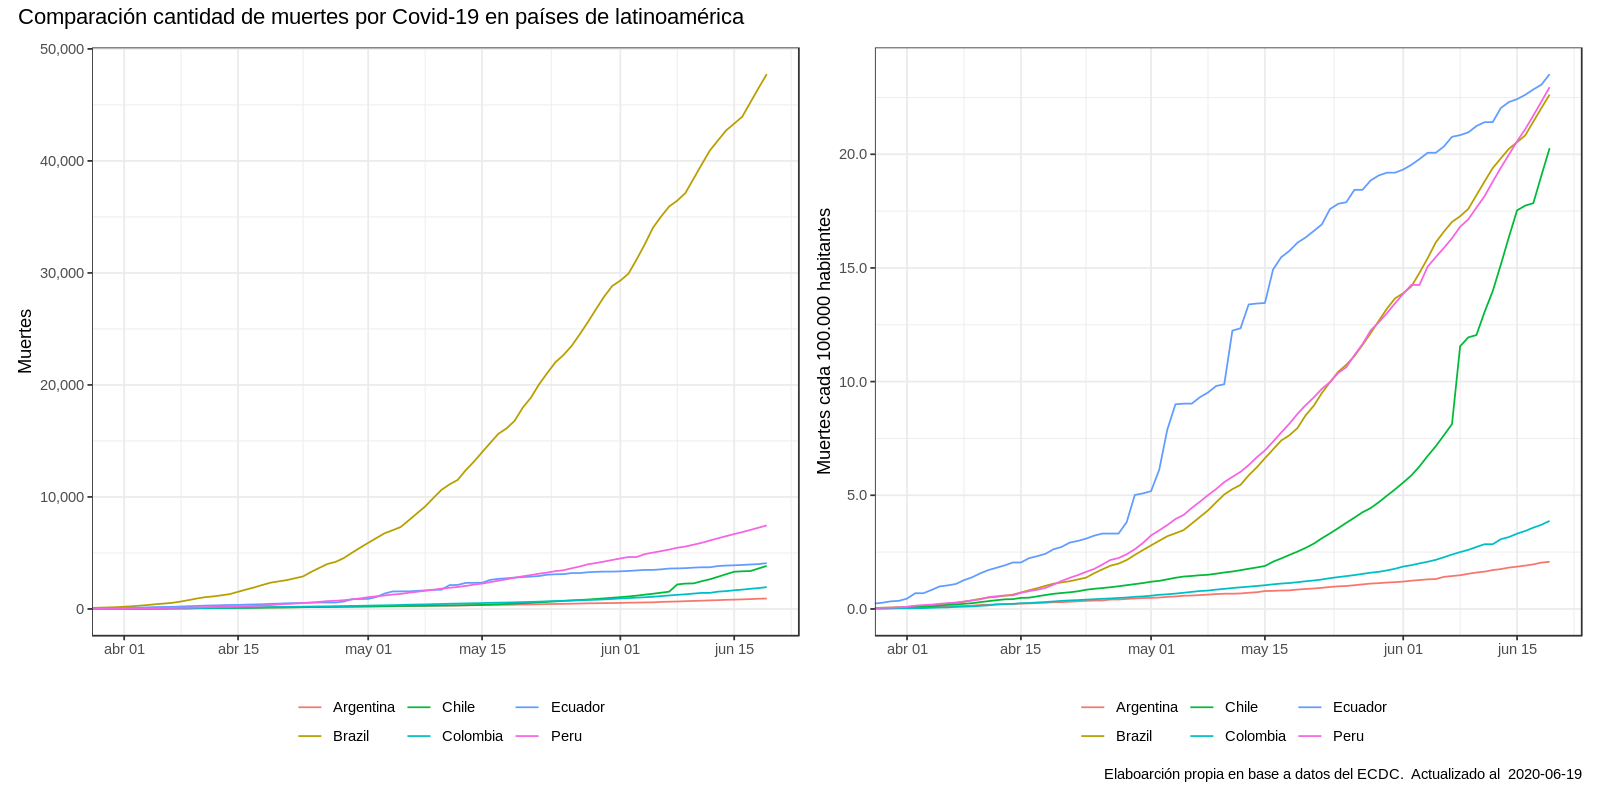 Comparación cantidad de muertes por Covid-19 en países de latinoamérica
Muertes
50,000
40,000
30,000
20,000
10,000
0
abr 01 abr 15 may 01 may 15 jun 01 jun 15
Argentina Chile Ecuador
Brazil Colombia Peru
Muertes cada 100.000 habitantes
20.0
15.0
10.0
5.0
0.0
abr 01 abr 15 may 01 may 15 jun 01 jun 15
Argentina Chile Ecuador
Brazil Colombia Peru
Elaboarción propia en base a datos del ECDC. Actualizado al 2020-06-19